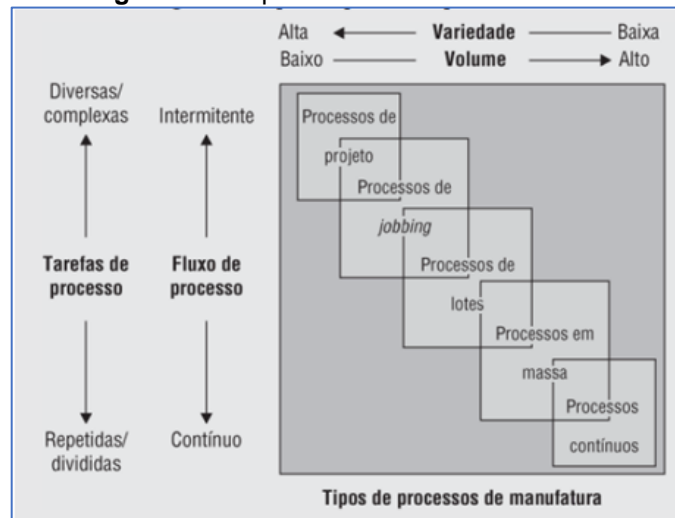 Alta Variedade Baixa
Baixo Volume Alto
Diversas/
complexas
Intermitente
Tarefas de
processo
Fluxo de
processo
Repetidas/
divididas
Contínuo
Processos de
projeto
Processos de
jobbing
Processos de
lotes
Processos em
massa
Processos
contínuos
Tipos de processos de manufatura